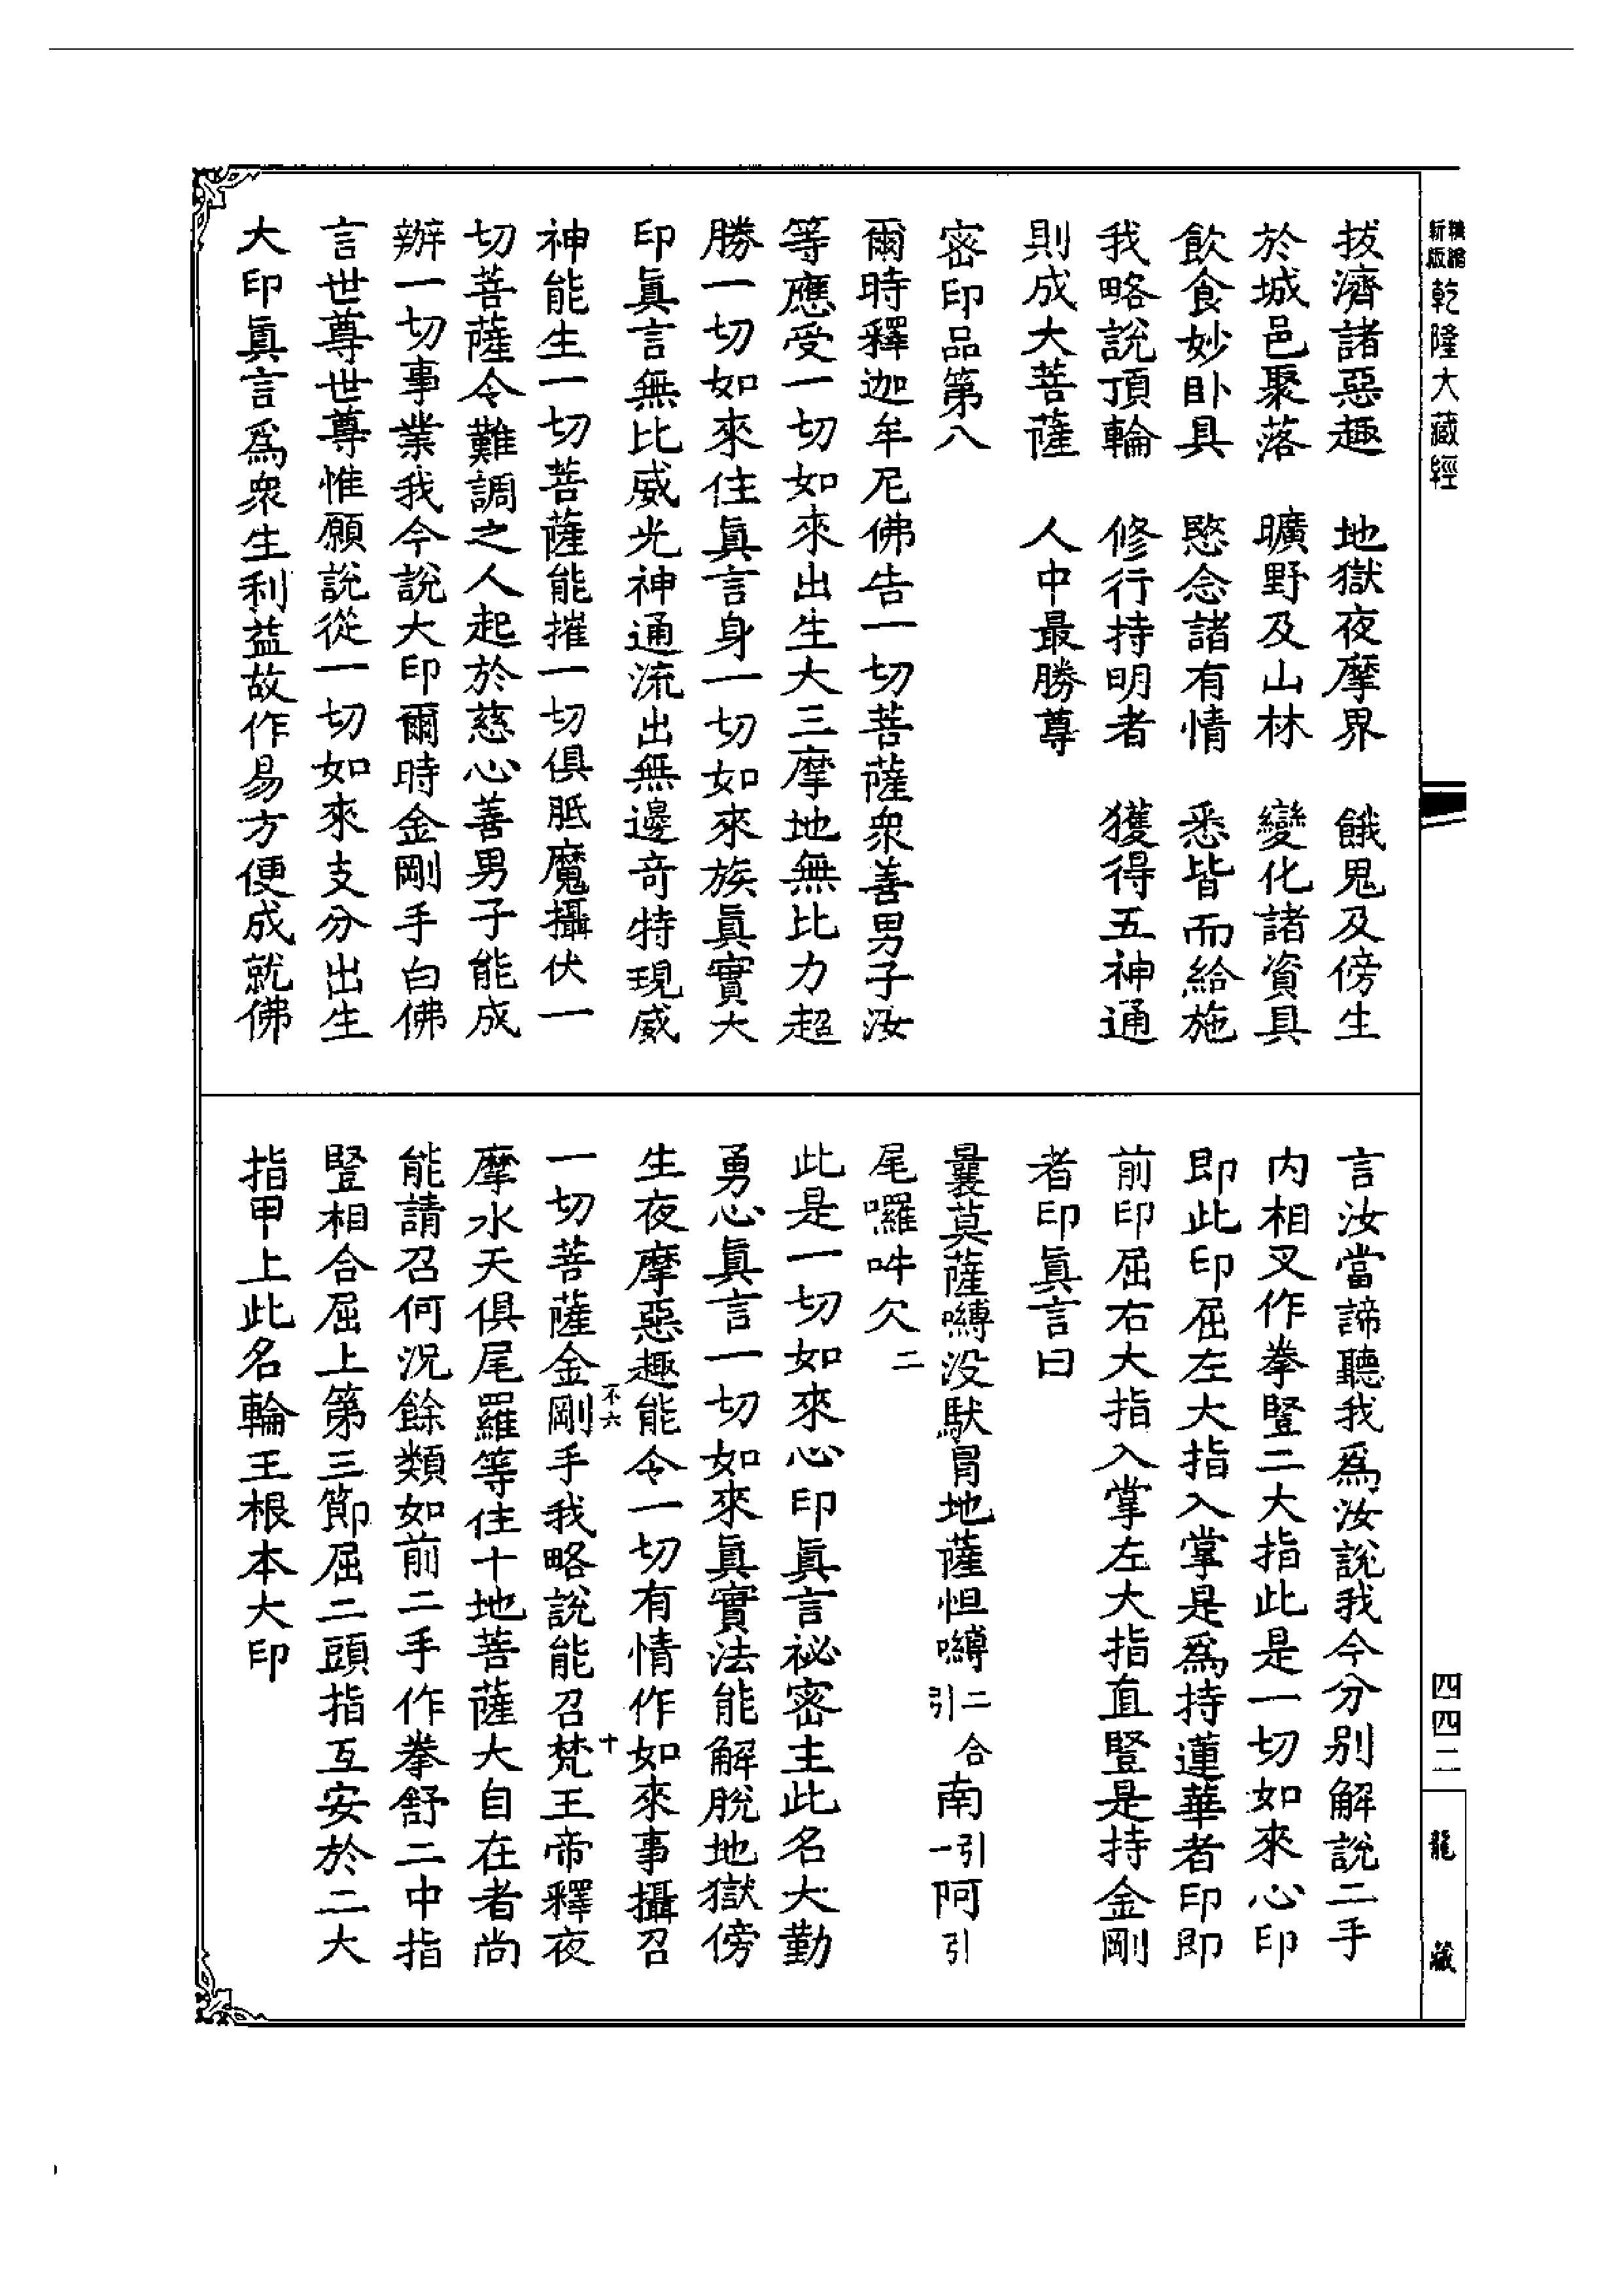 精縮新版乾隆大藏經
拔濟諸惡趣　地獄夜摩界　餓鬼及傍生
於城邑聚落　曠野及山林　變化諸資具
飲食妙卧具　愍念諸有情　悉皆而給施
我略說頂輪　修行持明者　獲得五神通
則成大菩薩　人中最勝尊
密印品第八
爾時釋迦牟尼佛告一切菩薩衆善男子汝
等應受一切如來出生大三摩地無比力超
勝一切如來住眞言身一切如來族眞實大
印眞言無比威光神通流出無邊奇特現威
神能生一切菩薩能摧一切俱胝魔攝伏一
切菩薩令難調之人起於慈心善男子能成
辦一切事業我今說大印爾時金剛手白佛
言世尊世尊惟願說從一切如來支分出生
大印眞言爲衆生利益故作易方便成就佛
言汝當諦聽我爲汝說我今分别解說二手
内相叉作拳豎二大指此是一切如來心印
即此印屈左大指入掌是爲持蓮華者印即
前印屈右大指入掌左大指直豎是持金剛
者印眞言曰
曩莫薩嚩没馱冒地薩怛嚩二合引南引一阿引
尾囉吽欠二
此是一切如來心印眞言祕密主此名大勤
勇心眞言一切如來眞實法能解脫地獄傍
生夜摩惡趣能令一切有情作如來事攝召
不六　十
一切菩薩金剛手我略說能召梵王帝釋夜
摩水天俱尾羅等住十地菩薩大自在者尚
能請召何況餘類如前二手作拳舒二中指
豎相合屈上第三節屈二頭指互安於二大
指甲上此名輪王根本大印
四四二
龍藏